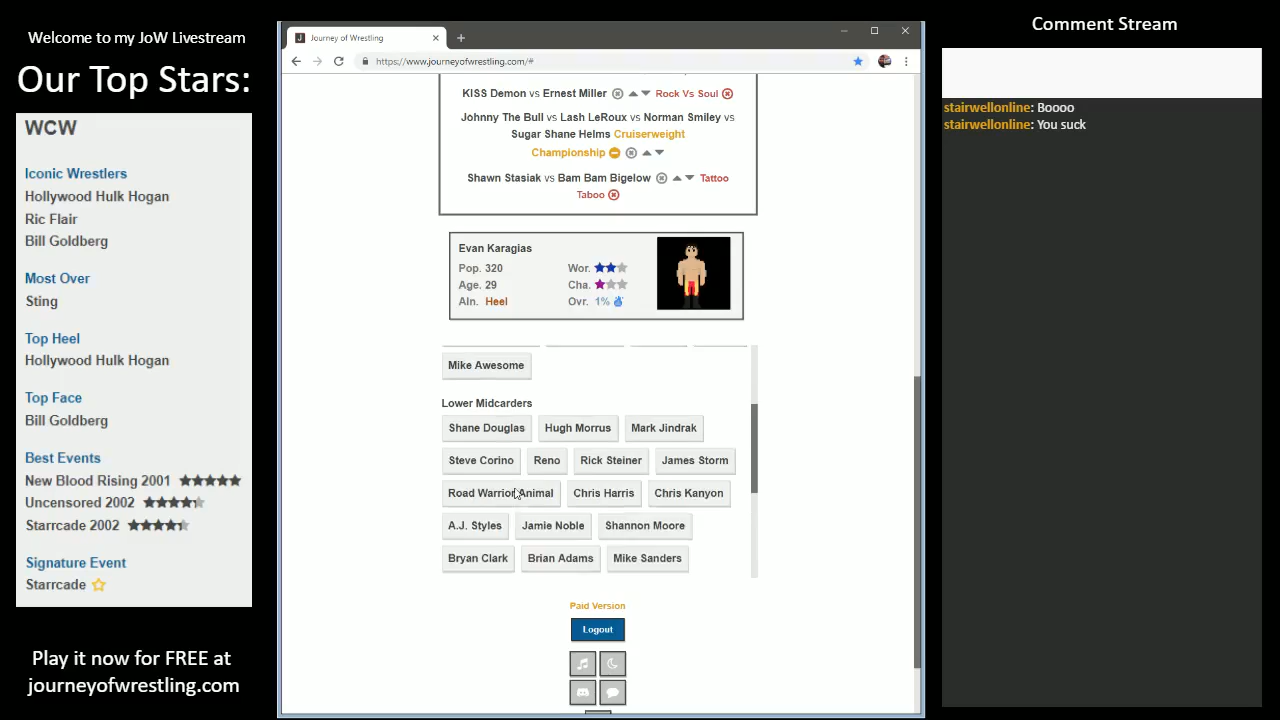 Welcome to my JoW Livestream
Our Top Stars:
WCW
Iconic Wrestlers
Hollywood Hulk Hogan
Ric Flair
Bill Goldberg
Most Over
Sting
Top Heel
Hollywood Hulk Hogan
Top Face
Bill Goldberg
Best Events
New Blood Rising 2001
Uncensored 2002
Starrcade 2002
Signature Event
Starrcade
Play it now for FREE at
journeyofwrestling.com
Journey of Wrestling
https://www.journeyofwrestling.com/#
KISS Demon vs Ernest Miller Rock Vs Soul
Johnny The Bull vs Lash LeRoux vs Norman Smiley vs
Sugar Shane Helms Cruiserweight
Championship
Shawn Stasiak vs Bam Bam Bigelow Tattoo
Taboo
Evan Karagias
Pop. 320 Wor.
Age. 29 Cha.
Aln. Heel Ovr. 1%
Mike Awesome
Lower Midcarders
Shane Douglas Hugh Morrus Mark Jindrak
Steve Corino Reno Rick Steiner James Storm
Road Warrior Animal Chris Harris Chris Kanyon
A.J. Styles Jamie Noble Shannon Moore
Bryan Clark Brian Adams Mike Sanders
Paid Version
Logout
Comment Stream
stairwellonline: Boooo
stairwellonline: You suck